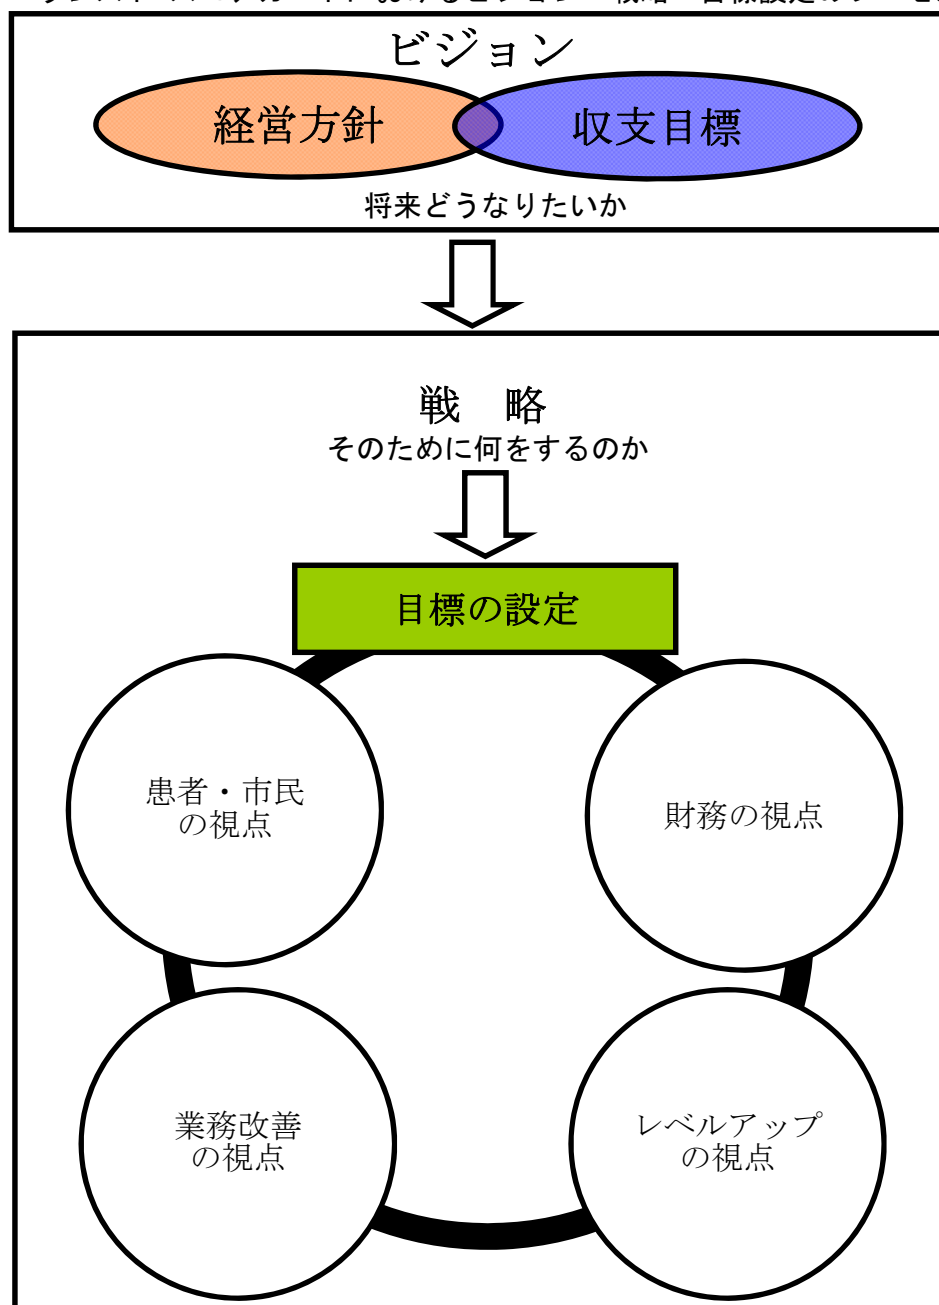 ビジョン
経営方針
収支目標
将来どうなりたいか
戦　略
そのために何をするのか
目標の設定
患者・市民
の視点
財務の視点
業務改善
の視点
レベルアップ
の視点